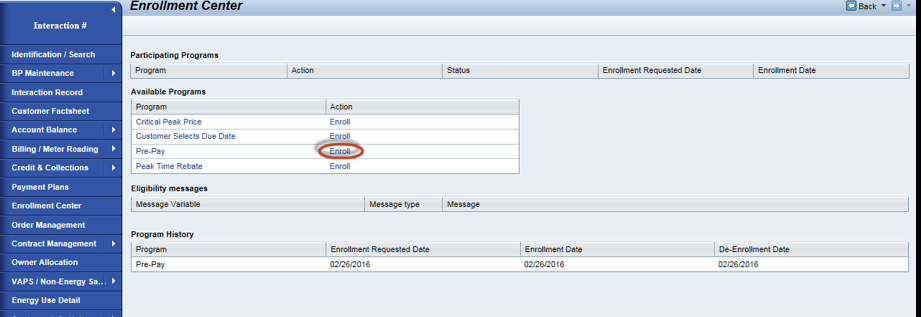 Enrollment Center
Back
Interaction #
Identification / Search
BP Maintenance
Interaction Record
Customer Factsheet
Account Balance
Billing / Meter Reading
Credit & Collections
Payment Plans
Enrollment Center
Order Management
Contract Management
Owner Allocation
VAPS / Non-Energy Sa...
Energy Use Detail
Participating Programs
Program Action Status Enrollment Requested Date Enrollment Date
Available Programs
Program Action
Critical Peak Price Enroll
Customer Selects Due Date Enroll
Pre-Pay Enroll
Peak Time Rebate Enroll
Eligibility messages
Message Variable Message type Message
Program History
Program Enrollment Requested Date Enrollment Date De-Enrollment Date
Pre-Pay 02/26/2016 02/26/2016 02/26/2016